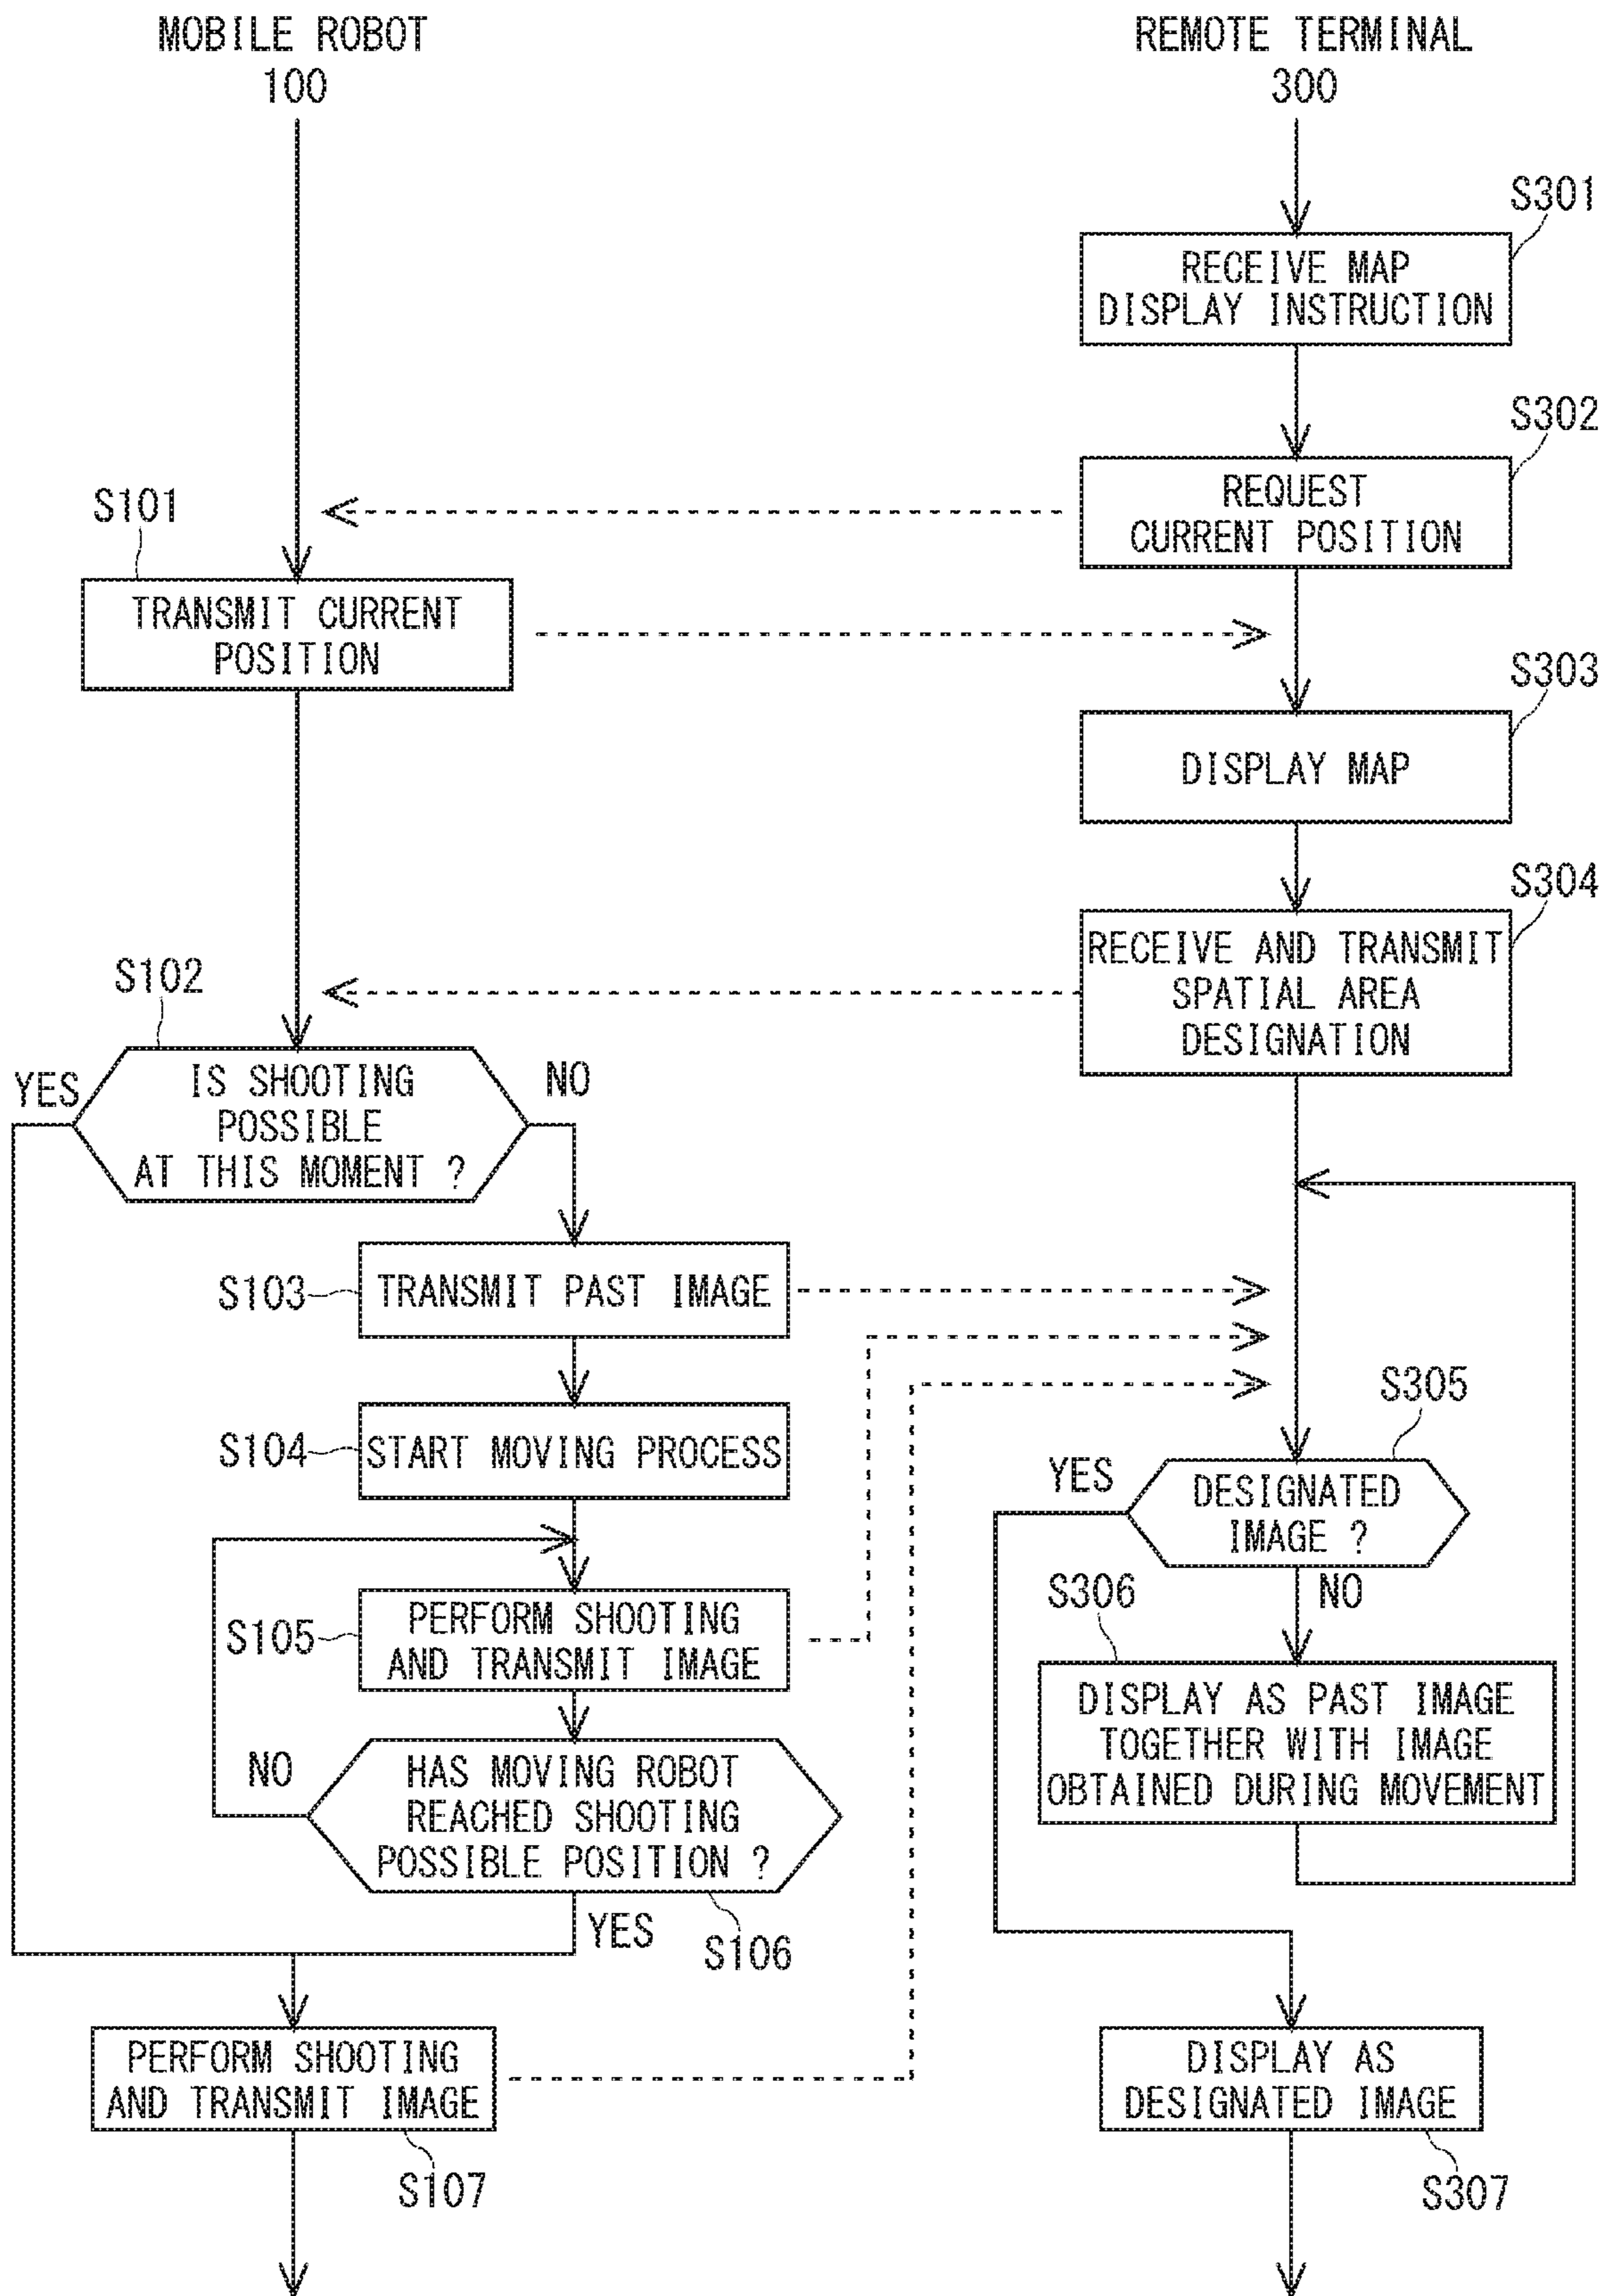 MOBILE ROBOT
100
REMOTE TERMINAL
300
S301
RECEIVE MAP
DISPLAY INSTRUCTION
S302
REQUEST
CURRENT POSITION
S101
TRANSMIT CURRENT
POSITION
S303
DISPLAY MAP
S304
RECEIVE AND TRANSMIT
SPATIAL AREA
DESIGNATION
S102
YES
IS SHOOTING
POSSIBLE
AT THIS MOMENT ?
NO
S103
TRANSMIT PAST IMAGE
S104
START MOVING PROCESS
S305
YES
DESIGNATED
IMAGE ?
NO
S105
PERFORM SHOOTING
AND TRANSMIT IMAGE
S306
DISPLAY AS PAST IMAGE
TOGETHER WITH IMAGE
OBTAINED DURING MOVEMENT
NO
HAS MOVING ROBOT
REACHED SHOOTING
POSSIBLE POSITION ?
YES
S106
PERFORM SHOOTING
AND TRANSMIT IMAGE
S107
DISPLAY AS
DESIGNATED IMAGE
S307